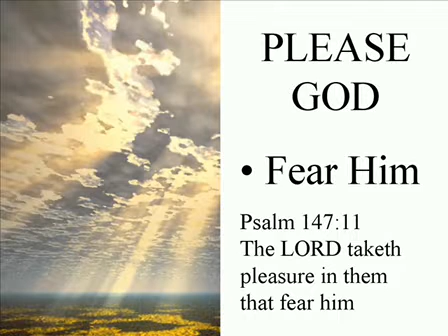 PLEASE
GOD
• Fear Him
Psalm 147:11
The LORD taketh
pleasure in them
that fear him